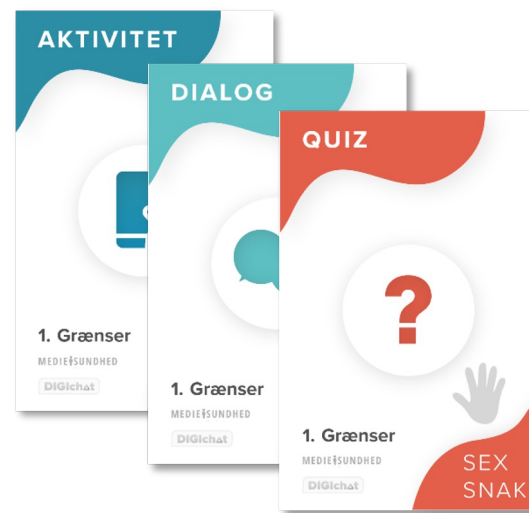 AKTIVITET
1. Grænser
MEDIESUNDHED
DIGIchat
DIALOG
1. Grænser
MEDIESUNDHED
DIGIchat
QUIZ
?
1. Grænser
MEDIESUNDHED
DIGIchat
SEX
SNAK